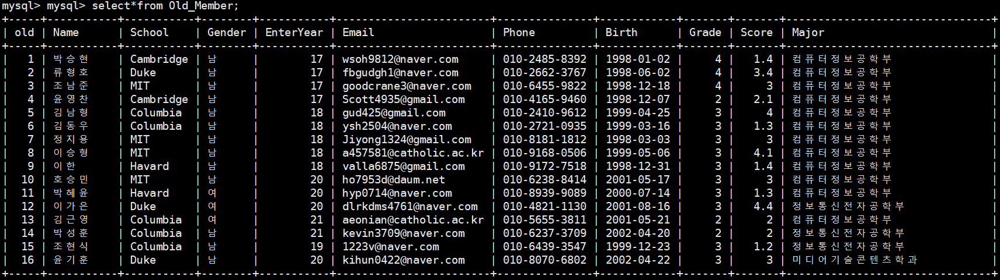 mysql> mysql> select*from Old_Member;
+-----+-----------+-----------+--------+-----------+------------------------+---------------+------------+-------+-------+--------------------------------+
| old | Name | School | Gender | EnterYear | Email | Phone | Birth | Grade | Score | Major |
+-----+-----------+-----------+--------+-----------+------------------------+---------------+------------+-------+-------+--------------------------------+
| 1 | 박승현 | Cambridge | 남 | 17 | wsoh9812@naver.com | 010-2485-8392 | 1998-01-02 | 4 | 1.4 | 컴퓨터정보공학부 |
| 2 | 류형호 | Duke | 남 | 17 | fbgudgh1@naver.com | 010-2662-3767 | 1998-06-02 | 4 | 3.4 | 컴퓨터정보공학부 |
| 3 | 조남준 | MIT | 남 | 17 | goodcrane3@naver.com | 010-6455-9822 | 1998-12-18 | 4 | 3 | 컴퓨터정보공학부 |
| 4 | 윤영찬 | Cambridge | 남 | 17 | Scott4935@gmail.com | 010-4165-9460 | 1998-12-07 | 2 | 2.1 | 컴퓨터정보공학부 |
| 5 | 김남형 | Columbia | 남 | 18 | gud425@gmail.com | 010-2410-9612 | 1999-04-25 | 3 | 4 | 컴퓨터정보공학부 |
| 6 | 김동우 | Columbia | 남 | 18 | ysh2504@naver.com | 010-2721-0935 | 1999-03-16 | 3 | 1.3 | 컴퓨터정보공학부 |
| 7 | 정지용 | MIT | 남 | 18 | Jiyong1324@gmail.com | 010-8181-1812 | 1998-03-03 | 3 | 3 | 컴퓨터정보공학부 |
| 8 | 이승형 | MIT | 남 | 18 | a457581@catholic.ac.kr | 010-9168-0506 | 1999-05-06 | 3 | 4.1 | 컴퓨터정보공학부 |
| 9 | 이한 | Havard | 남 | 18 | valla6875@gmail.com | 010-9172-7518 | 1998-12-31 | 3 | 1.4 | 컴퓨터정보공학부 |
| 10 | 호승민 | MIT | 남 | 20 | ho7953d@daum.net | 010-6238-8414 | 2001-05-17 | 3 | 3 | 컴퓨터정보공학부 |
| 11 | 박혜윤 | Havard | 여 | 20 | hyp0714@naver.com | 010-8939-9089 | 2000-07-14 | 3 | 1.3 | 컴퓨터정보공학부 |
| 12 | 이가은 | Duke | 여 | 20 | dlrkdms4761@naver.com | 010-4821-1130 | 2001-08-16 | 3 | 4.4 | 정보통신전자공학부 |
| 13 | 김근영 | Columbia | 여 | 21 | aeonian@catholic.ac.kr | 010-5655-3811 | 2001-05-21 | 2 | 2 | 컴퓨터정보공학부 |
| 14 | 박성훈 | Columbia | 남 | 21 | kevin3709@naver.com | 010-6237-3709 | 2002-04-20 | 2 | 2 | 정보통신전자공학부 |
| 15 | 조현식 | Columbia | 남 | 19 | 1223v@naver.com | 010-6439-3547 | 1999-12-23 | 3 | 1.2 | 정보통신전자공학부 |
| 16 | 윤기훈 | Duke | 남 | 20 | kihun0422@naver.com | 010-8070-6802 | 2002-04-22 | 3 | 3 | 미디어기술콘텐츠학과 |
+-----+-----------+-----------+--------+-----------+------------------------+---------------+------------+-------+-------+--------------------------------+